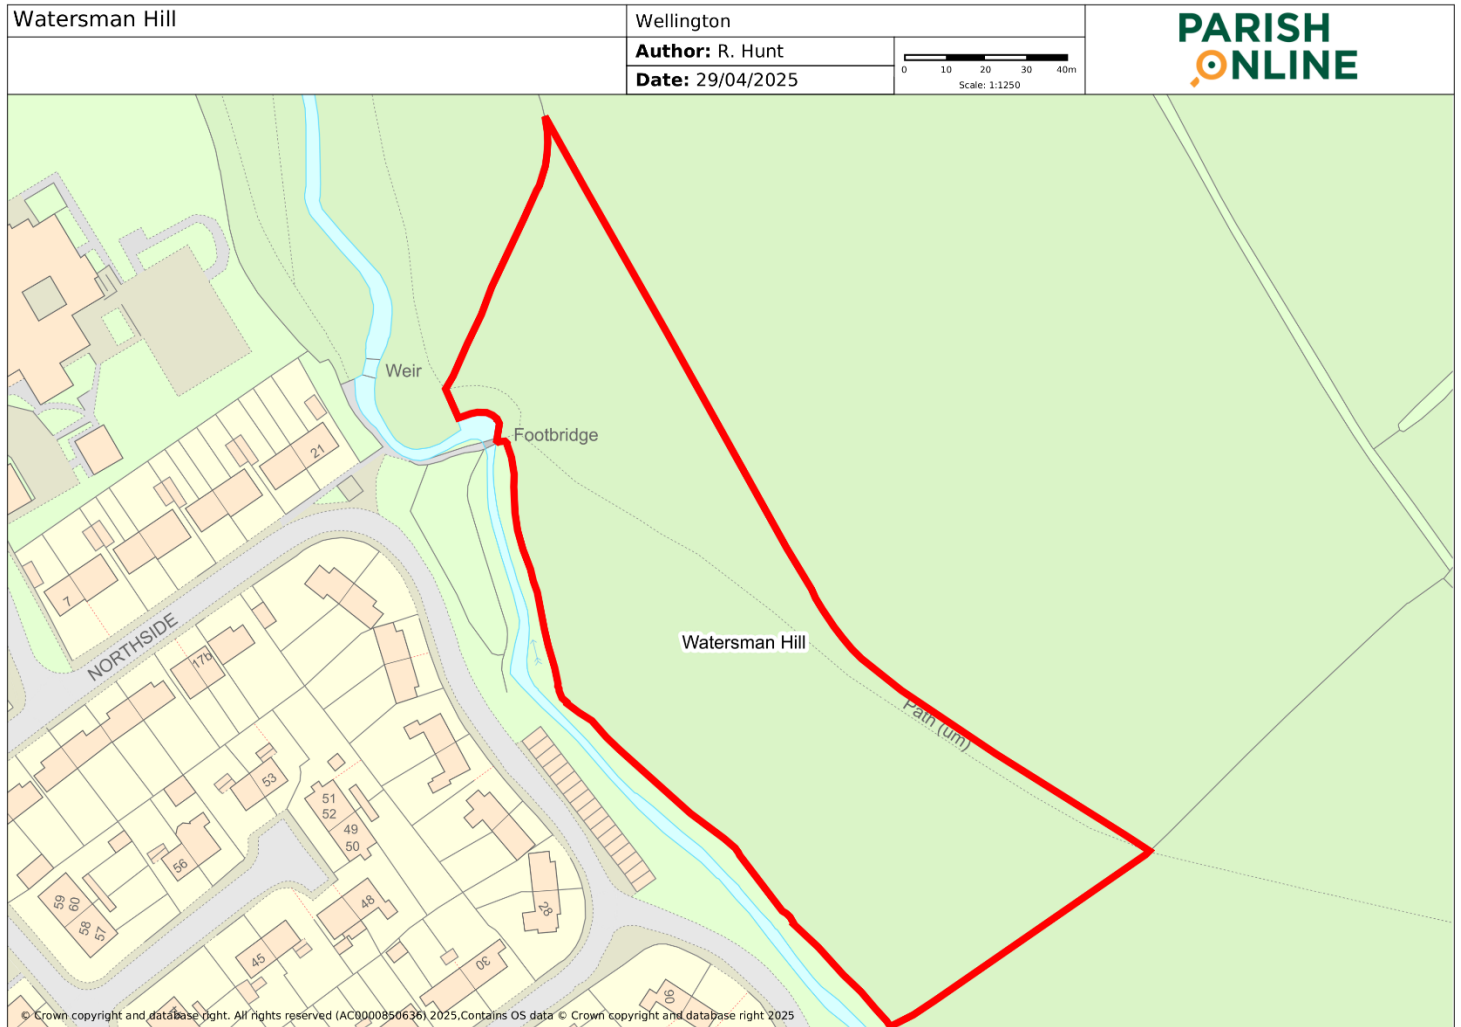 Watersman Hill
Wellington
Author: R. Hunt
Date: 29/04/2025
0 10 20 30 40m
Scale: 1:1250
PARISH
ONLINE
Weir
Footbridge
21
7
NORTHSIDE
17b
Watersman Hill
Path (um)
53
51
52
49
50
56
48
59
60
58
57
28
45
30
90
© Crown copyright and database right. All rights reserved (AC0000850636) 2025.Contains OS data © Crown copyright and database right 2025